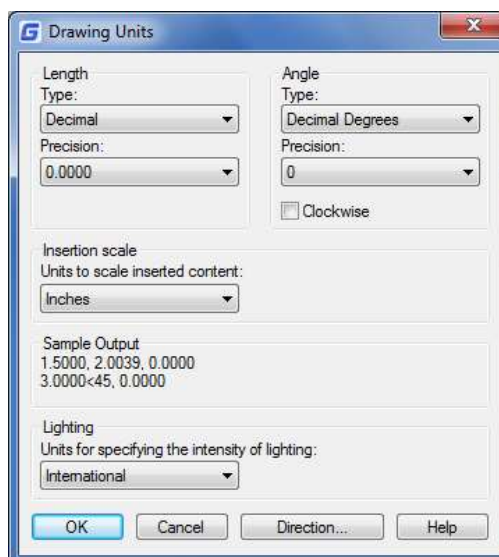 Drawing Units
Length
Type:
Decimal
Precision:
0.0000
Angle
Type:
Decimal Degrees
Precision:
0
Clockwise
Insertion scale
Units to scale inserted content:
Inches
Sample Output
1.5000, 2.0039, 0.0000
3.0000<45, 0.0000
Lighting
Units for specifying the intensity of lighting:
International
OK Cancel Direction... Help